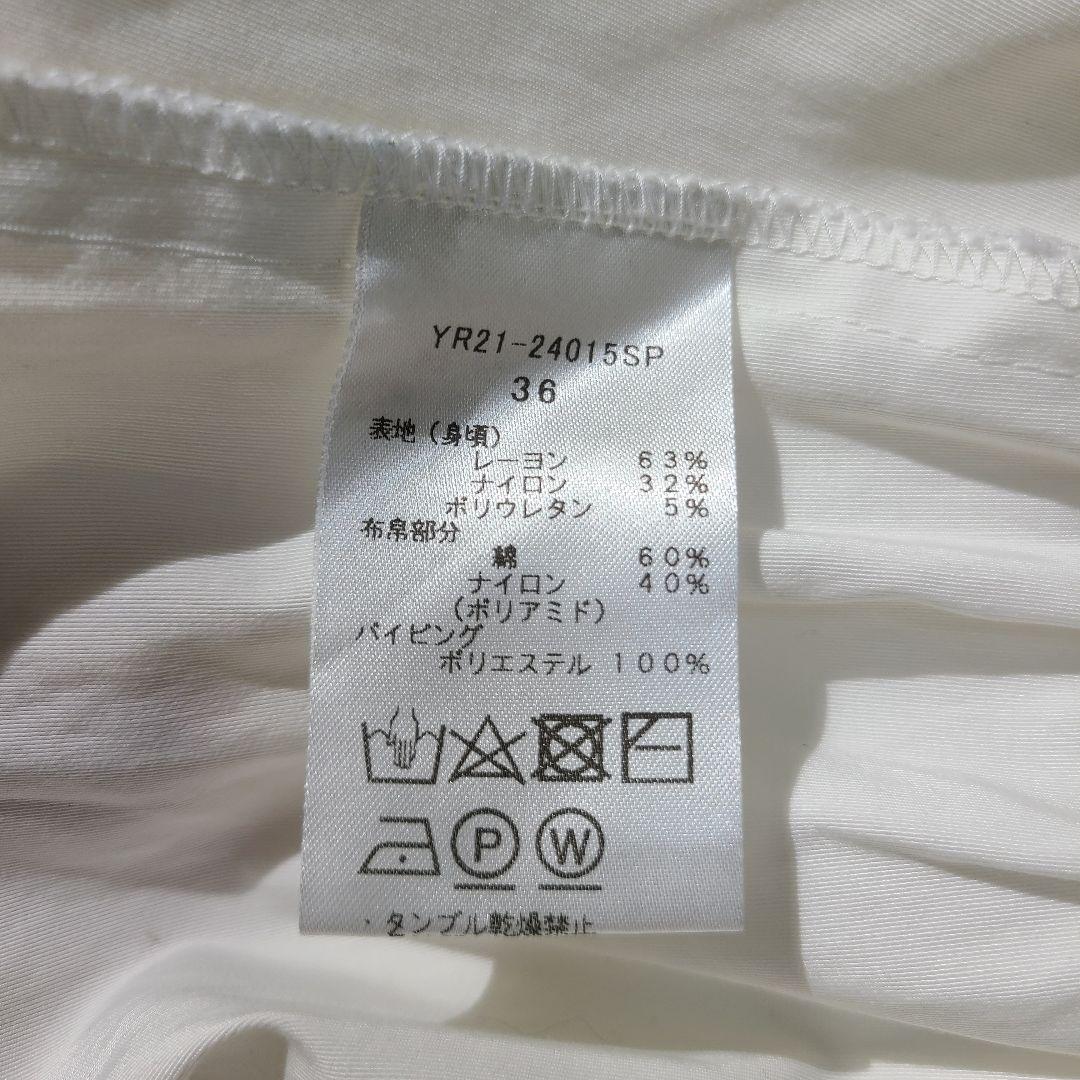 YR21-24015SP
36
表地(身頃)
レーヨン 63%
ナイロン 32%
ポリウレタン 5%
布帛部分
綿 60%
ナイロン 40%
(ポリアミド)
パイピング
ポリエステル 100%
P W
・タンブル乾燥禁止